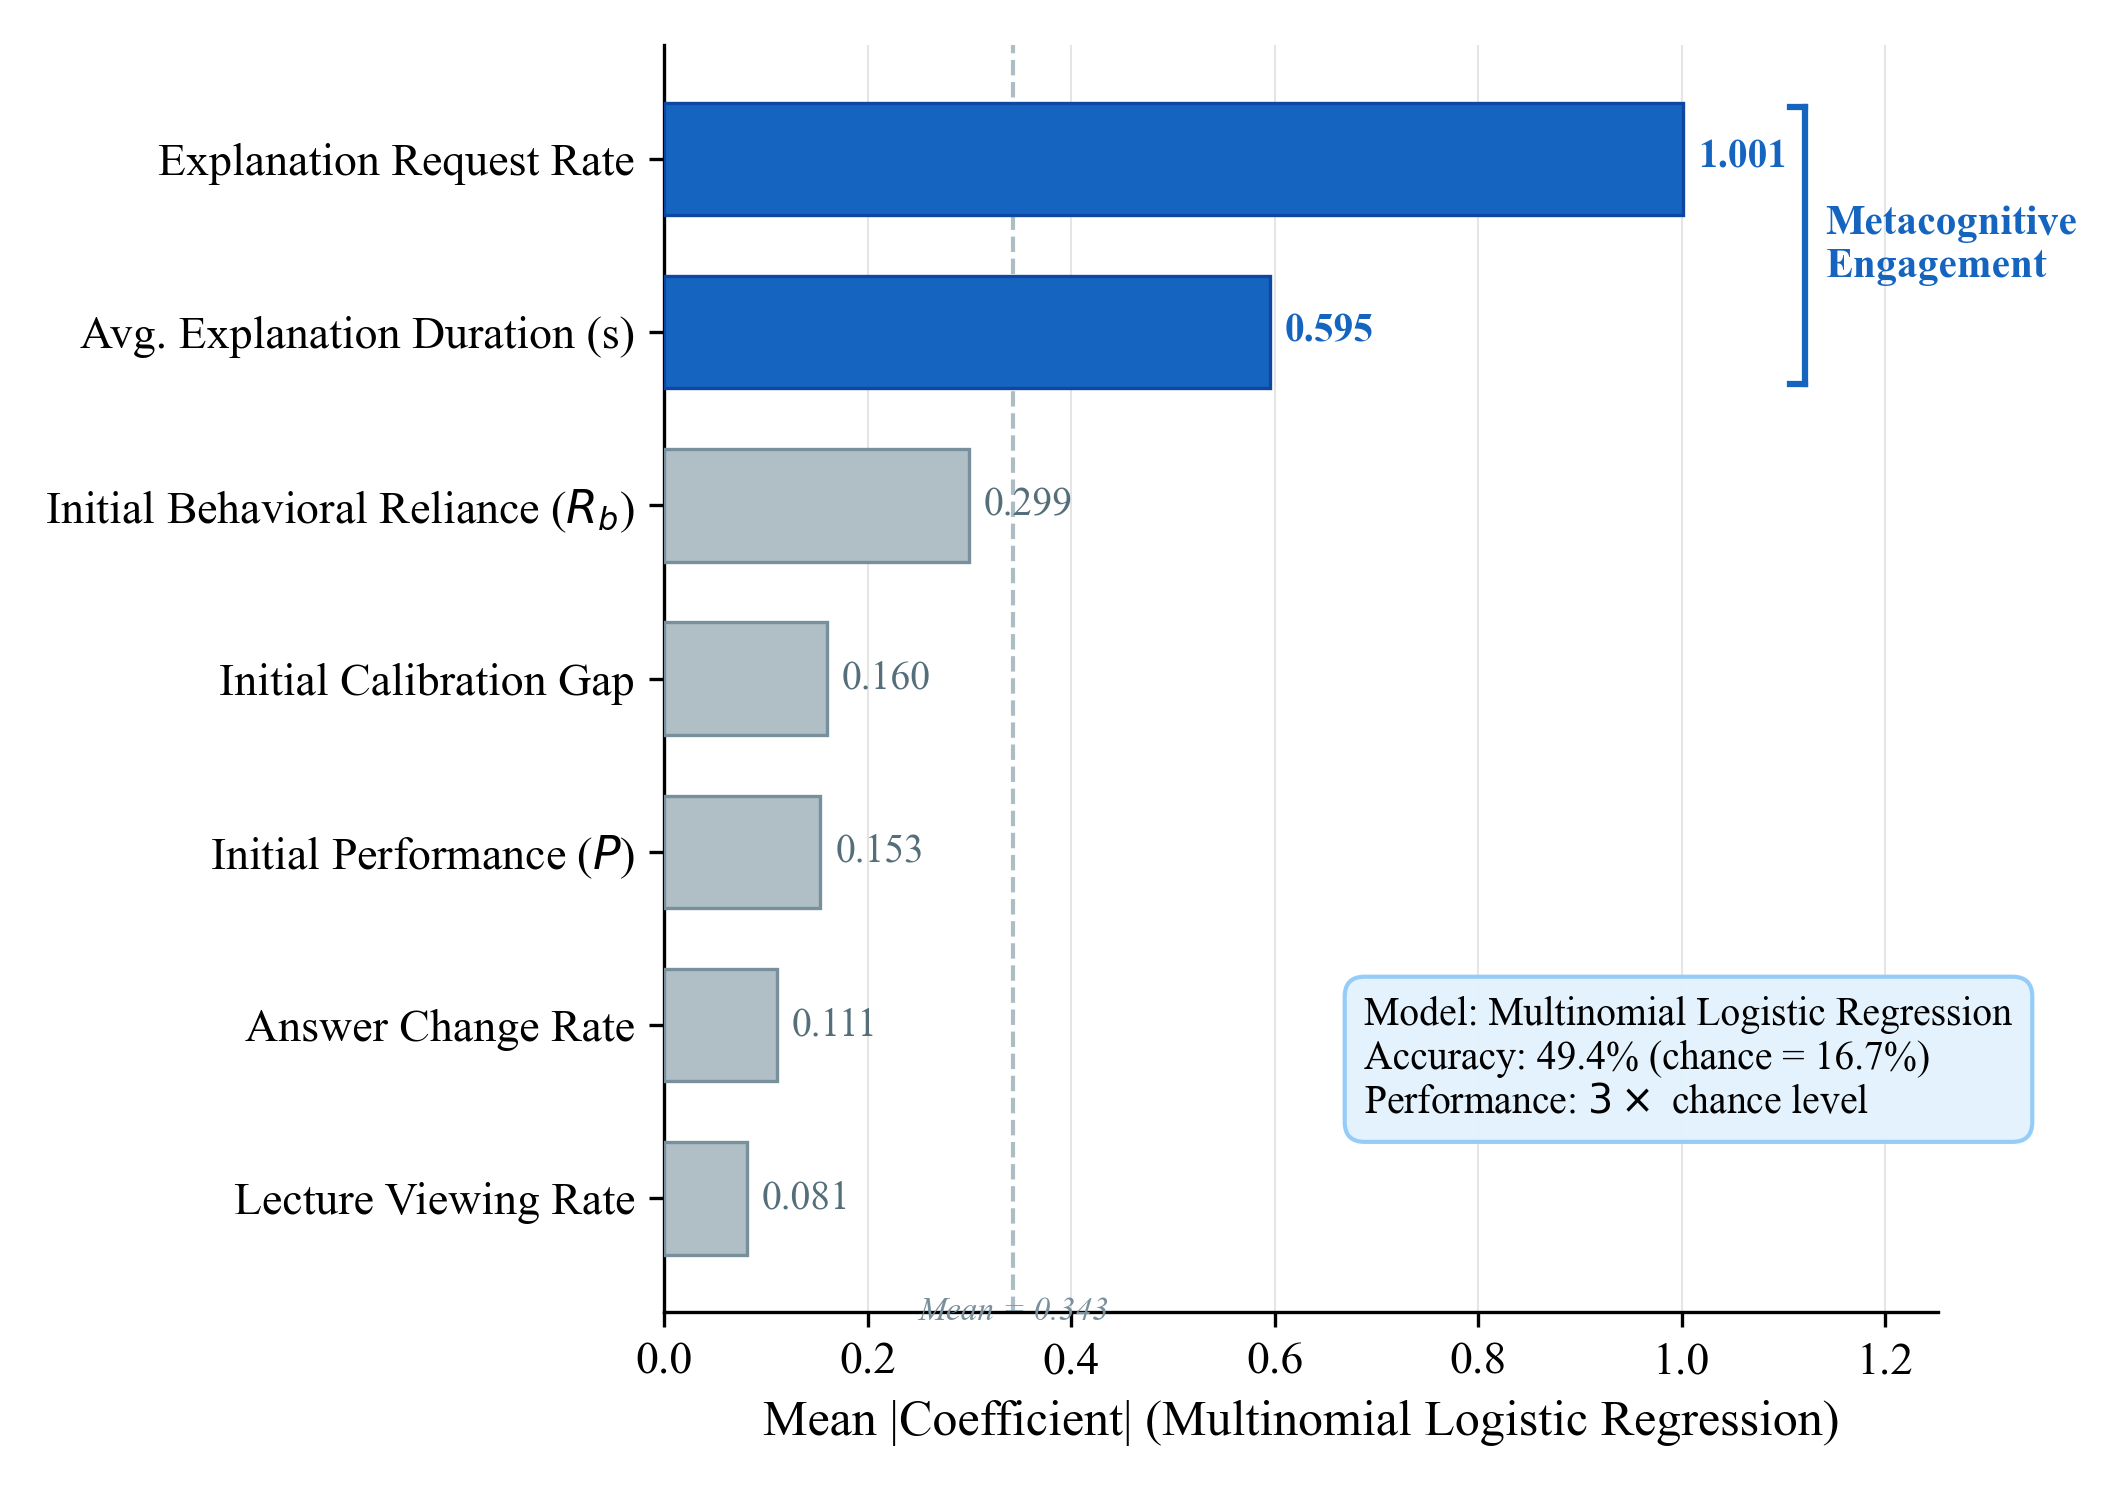 Explanation Request Rate
1.001
Metacognitive
Engagement
Avg. Explanation Duration (s)
0.595
Initial Behavioral Reliance (R_b)
0.299
Initial Calibration Gap
0.160
Initial Performance (P)
0.153
Answer Change Rate
0.111
Model: Multinomial Logistic Regression
Accuracy: 49.4% (chance = 16.7%)
Performance: 3 × chance level
Lecture Viewing Rate
0.081
Mean = 0.343
0.0 0.2 0.4 0.6 0.8 1.0 1.2
Mean |Coefficient| (Multinomial Logistic Regression)